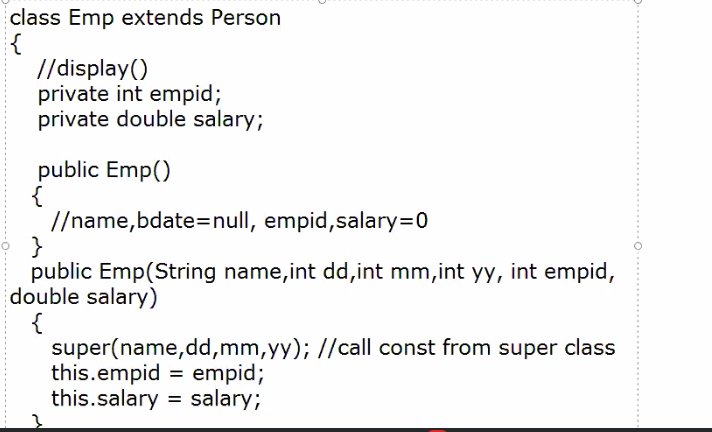 class Emp extends Person
{
//display()
private int empid;
private double salary;
public Emp()
{
//name,bdate=null, empid,salary=0
}
public Emp(String name,int dd,int mm,int yy, int empid,
double salary)
{
super(name,dd,mm,yy); //call const from super class
this.empid = empid;
this.salary = salary;
}